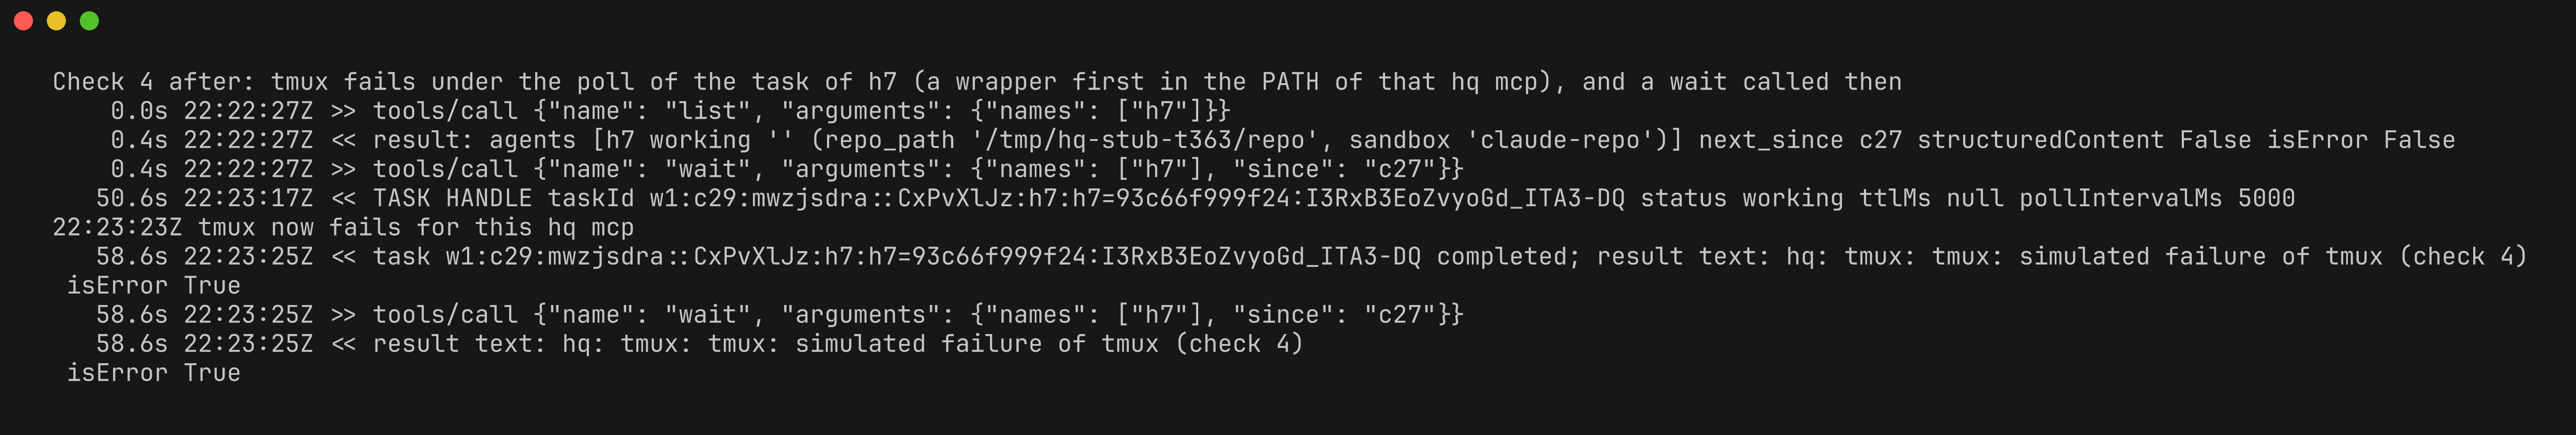 Check 4 after: tmux fails under the poll of the task of h7 (a wrapper first in the PATH of that hq mcp), and a wait called then
    0.0s 22:22:27Z >> tools/call {"name": "list", "arguments": {"names": ["h7"]}}
    0.4s 22:22:27Z << result: agents [h7 working '' (repo_path '/tmp/hq-stub-t363/repo', sandbox 'claude-repo')] next_since c27 structuredContent False isError False
    0.4s 22:22:27Z >> tools/call {"name": "wait", "arguments": {"names": ["h7"], "since": "c27"}}
   50.6s 22:23:17Z << TASK HANDLE taskId w1:c29:mwzjsdra::CxPvXlJz:h7:h7=93c66f999f24:I3RxB3EoZvyoGd_ITA3-DQ status working ttlMs null pollIntervalMs 5000
22:23:23Z tmux now fails for this hq mcp
   58.6s 22:23:25Z << task w1:c29:mwzjsdra::CxPvXlJz:h7:h7=93c66f999f24:I3RxB3EoZvyoGd_ITA3-DQ completed; result text: hq: tmux: tmux: simulated failure of tmux (check 4)
 isError True
   58.6s 22:23:25Z >> tools/call {"name": "wait", "arguments": {"names": ["h7"], "since": "c27"}}
   58.6s 22:23:25Z << result text: hq: tmux: tmux: simulated failure of tmux (check 4)
 isError True